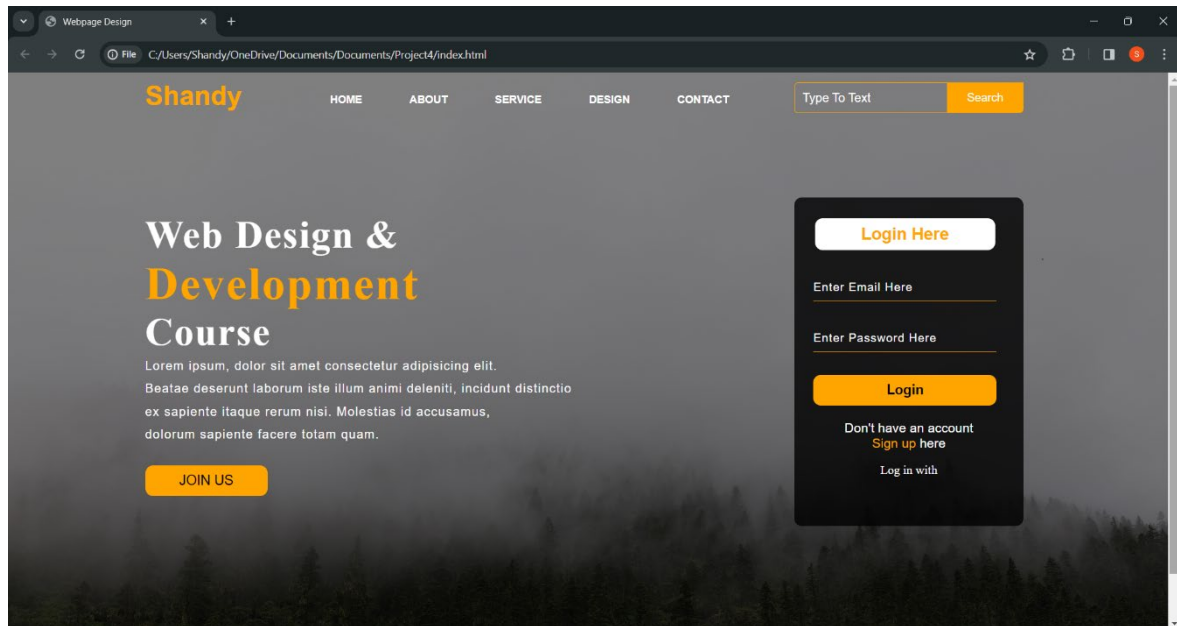 Webpage Design
File C:/Users/Shandy/OneDrive/Documents/Documents/Project4/index.html
S
Shandy
HOME ABOUT SERVICE DESIGN CONTACT
Type To Text Search
Web Design &
Development
Course
Lorem ipsum, dolor sit amet consectetur adipisicing elit.
Beatae deserunt laborum iste illum animi deleniti, incidunt distinctio
ex sapiente itaque rerum nisi. Molestias id accusamus,
dolorum sapiente facere totam quam.
JOIN US
Login Here
Enter Email Here
Enter Password Here
Login
Don't have an account
Sign up here
Log in with